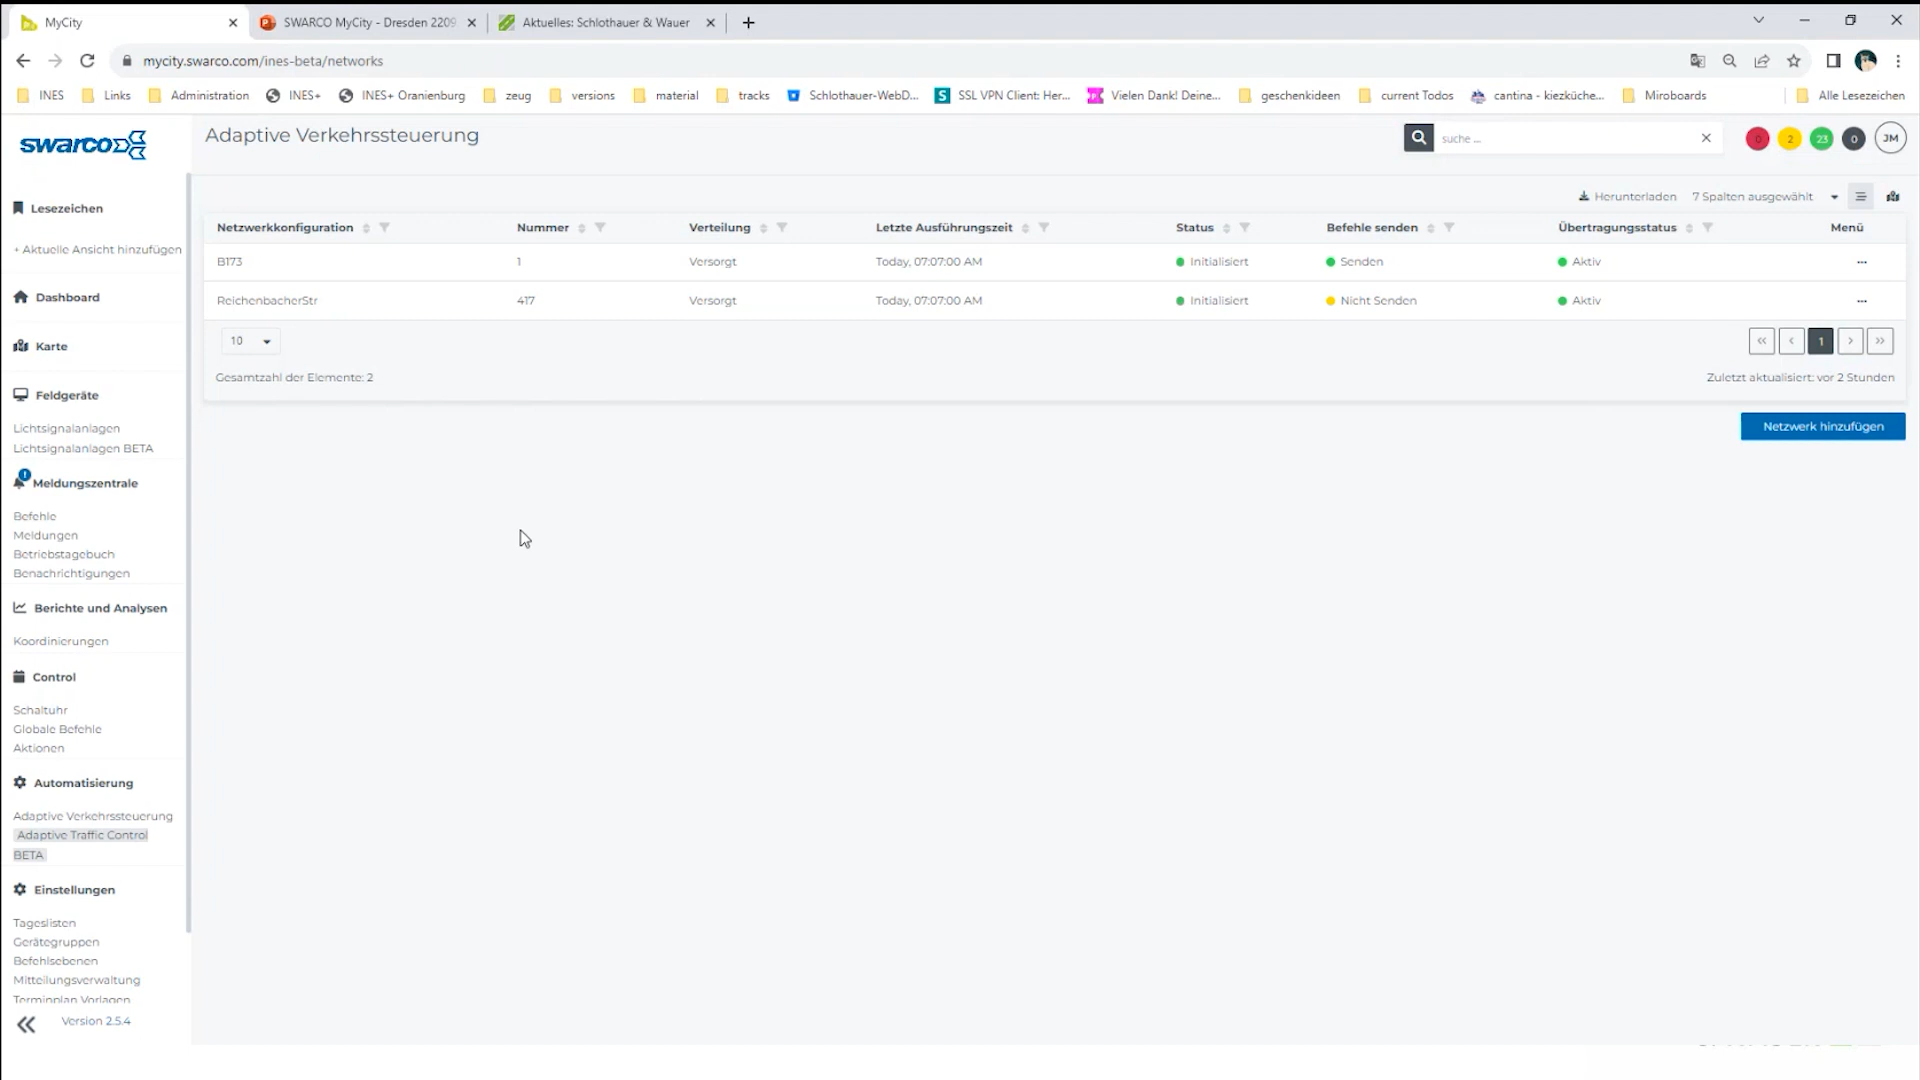 MyCity
SWARCO MyCity - Dresden 2209
Aktuelles: Schlothauer & Wauer
mycity.swarco.com/ines-beta/networks
INES
Links
Administration
INES+
INES+ Oranienburg
zeug
versions
material
tracks
Schlothauer-WebD...
S
SSL VPN Client: Her...
Vielen Dank! Deine...
geschenkideen
current Todos
cantina - kiezküche...
Miroboards
Alle Lesezeichen
swarco
Adaptive Verkehrssteuerung
suche ...
0
2
23
0
JM
Lesezeichen
+ Aktuelle Ansicht hinzufügen
Dashboard
Karte
Feldgeräte
Lichtsignalanlagen
Lichtsignalanlagen BETA
Meldungszentrale
Befehle
Meldungen
Betriebstagebuch
Benachrichtigungen
Berichte und Analysen
Koordinierungen
Control
Schaltuhr
Globale Befehle
Aktionen
Automatisierung
Adaptive Verkehrssteuerung
Adaptive Traffic Control
BETA
Einstellungen
Tageslisten
Gerätegruppen
Befehlsebenen
Mitteilungsverwaltung
Terminplan Vorlagen
Version 2.5.4
Herunterladen
7 Spalten ausgewählt
Netzwerkkonfiguration Nummer Verteilung Letzte Ausführungszeit Status Befehle senden Übertragungsstatus Menü
B173 1 Versorgt Today, 07:07:00 AM Initialisiert Senden Aktiv ...
ReichenbacherStr 417 Versorgt Today, 07:07:00 AM Initialisiert Nicht Senden Aktiv ...
10
« ‹ 1 › »
Gesamtzahl der Elemente: 2
Zuletzt aktualisiert: vor 2 Stunden
Netzwerk hinzufügen